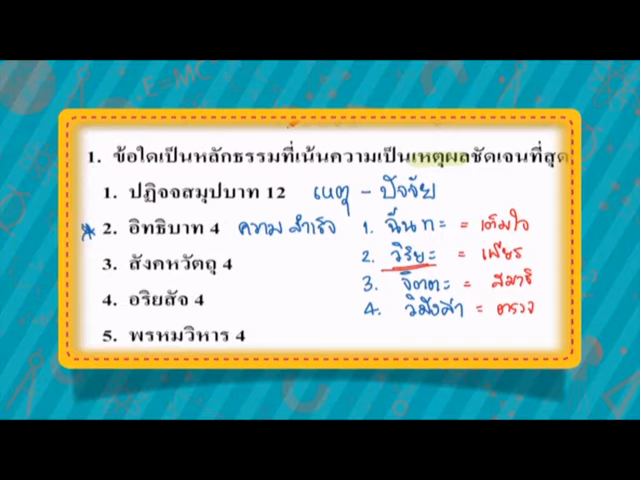 E=MC
1. ข้อใดเป็นหลักธรรมที่เน้นความเป็นเหตุผลชัดเจนที่สุด
1. ปฏิจจสมุปบาท 12 เหตุ - ปัจจัย
* 2. อิทธิบาท 4 ความสำเร็จ 1. ฉันทะ = เต็มใจ
2. วิริยะ = เพียร
3. สังคหวัตถุ 4 3. จิตตะ = สมาธิ
4. อริยสัจ 4 4. วิมังสา = ตรวจ
5. พรหมวิหาร 4